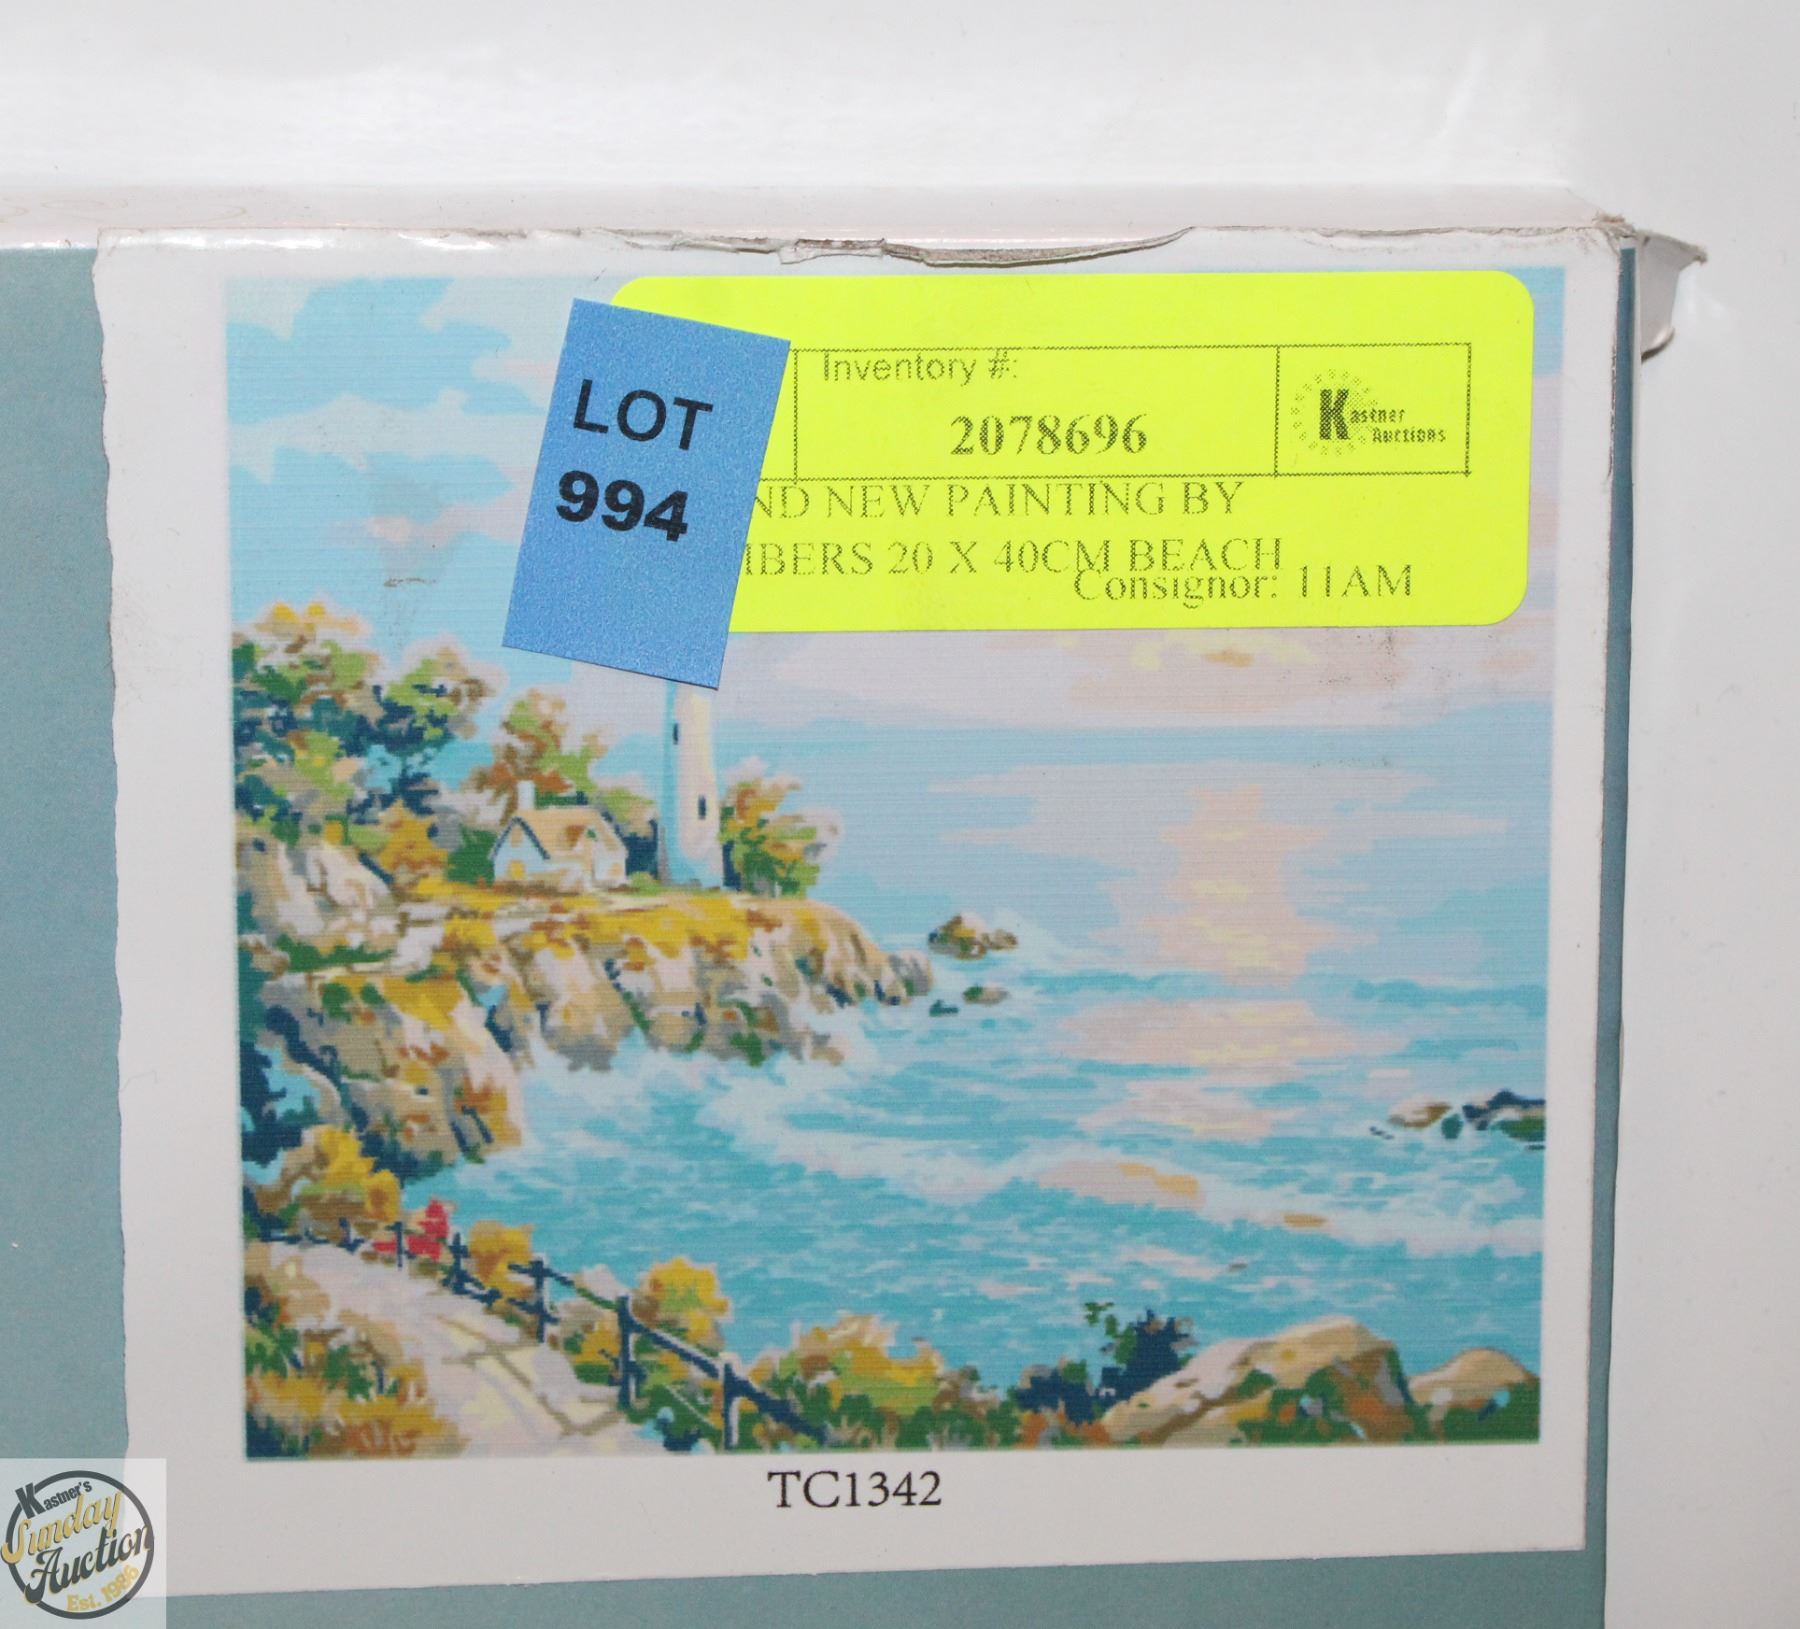 LOT
994
Inventory #:
2078696
Kastner
Auctions
ND NEW PAINTING BY
MBERS 20 X 40CM BEACH
Consignor: 11AM
TC1342
Kastner's
Sunday
Auction
Est. 1986